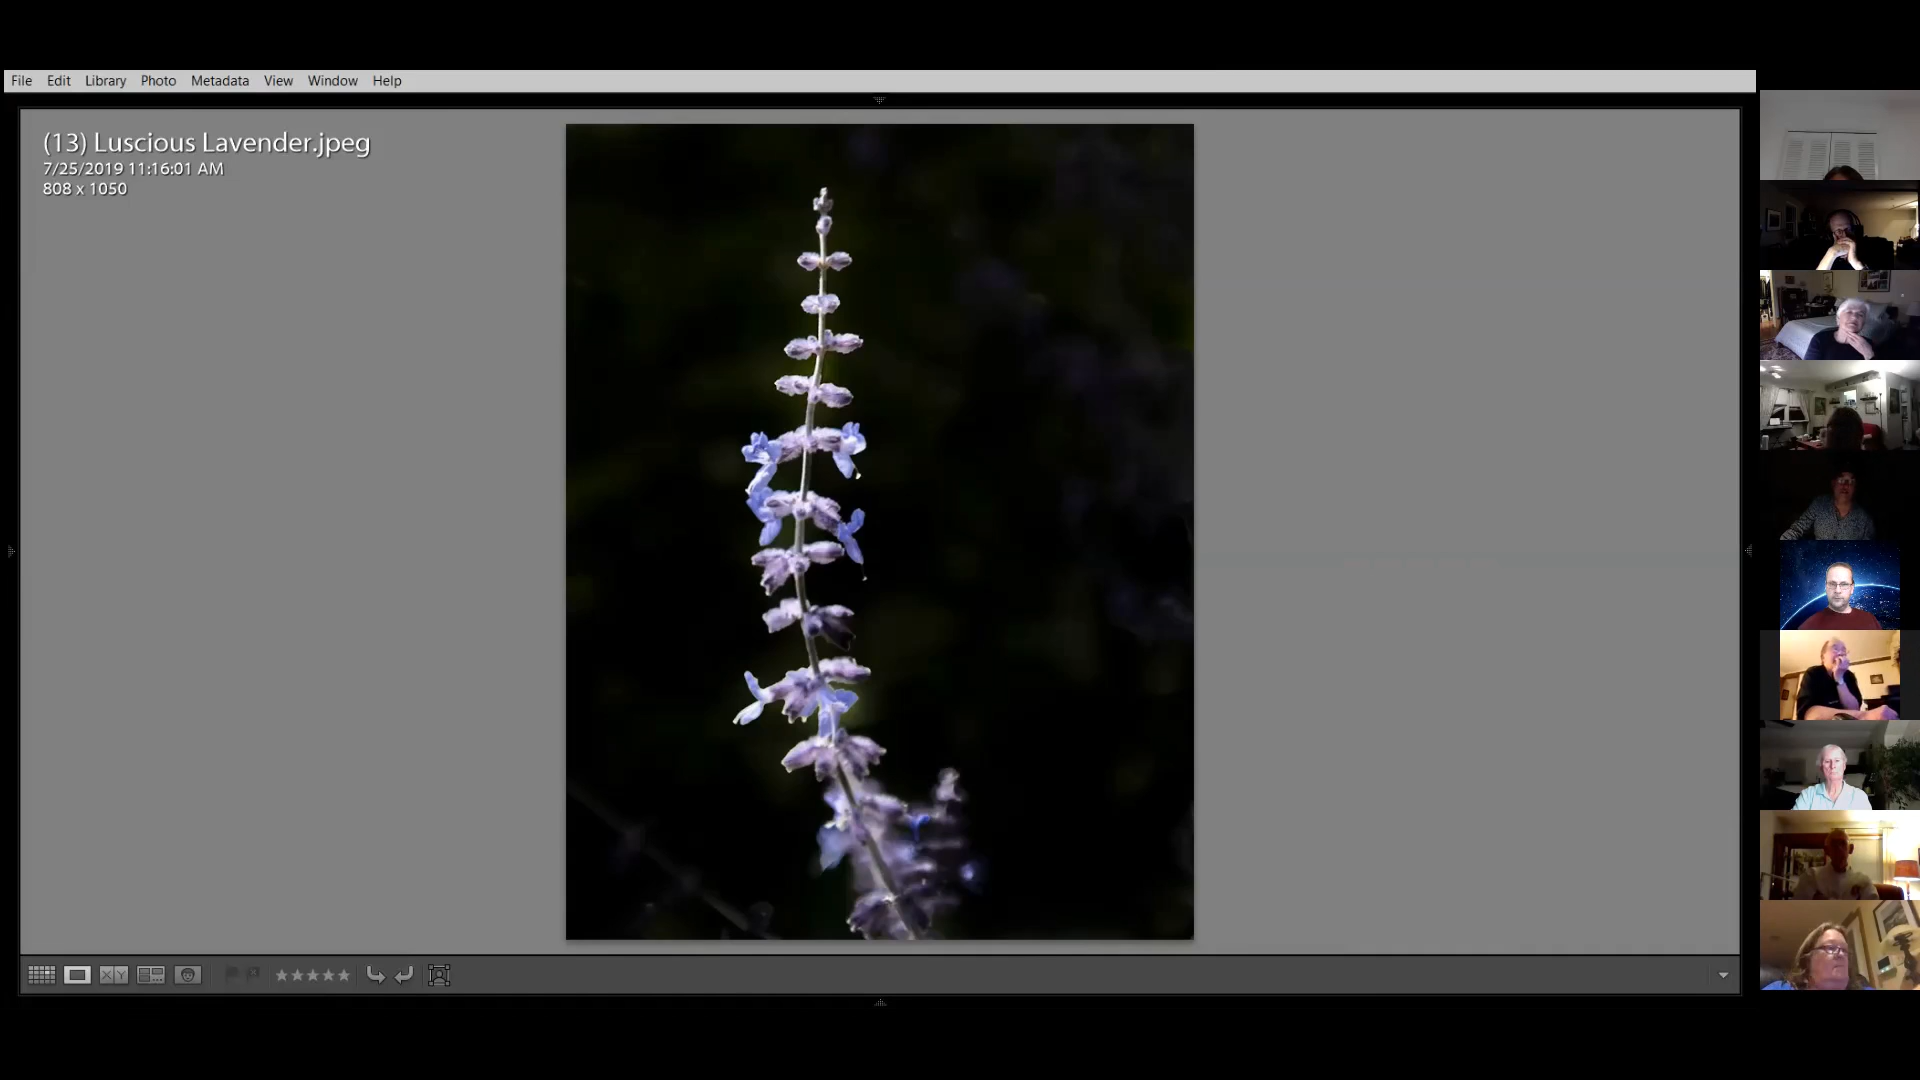 File Edit Library Photo Metadata View Window Help
(13) Luscious Lavender.jpeg
7/25/2019 11:16:01 AM
808 x 1050
XY